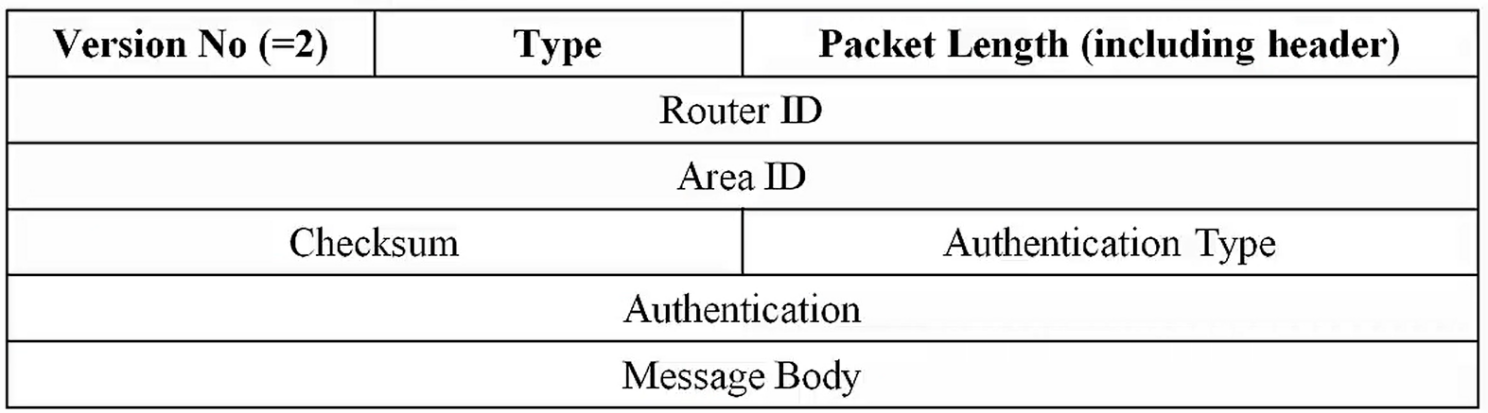 Version No (=2) Type Packet Length (including header)
Router ID
Area ID
Checksum Authentication Type
Authentication
Message Body